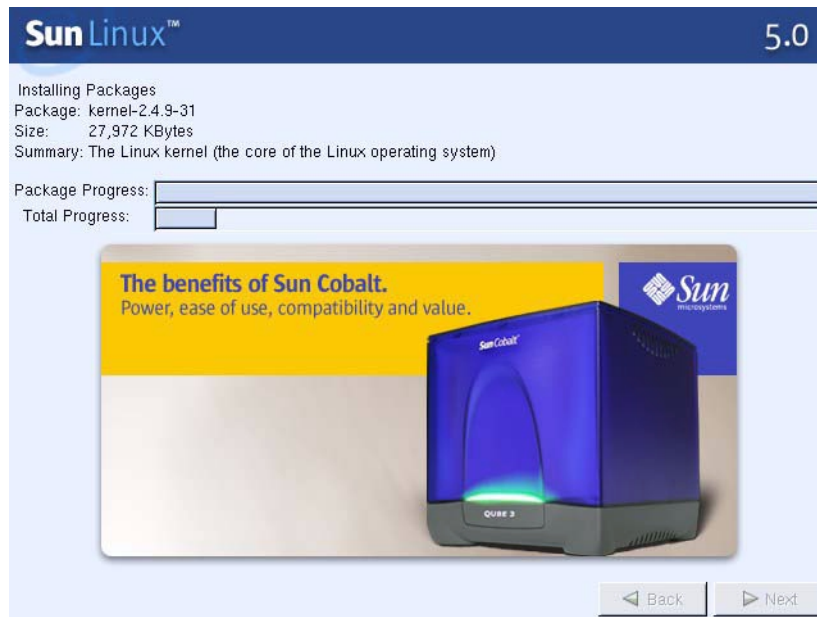 Sun Linux™
5.0
Installing Packages
Package: kernel-2.4.9-31
Size: 27,972 KBytes
Summary: The Linux kernel (the core of the Linux operating system)
Package Progress:
Total Progress:
The benefits of Sun Cobalt.
Power, ease of use, compatibility and value.
Sun
microsystems
Sun Cobalt
QUBE 3
Back
Next